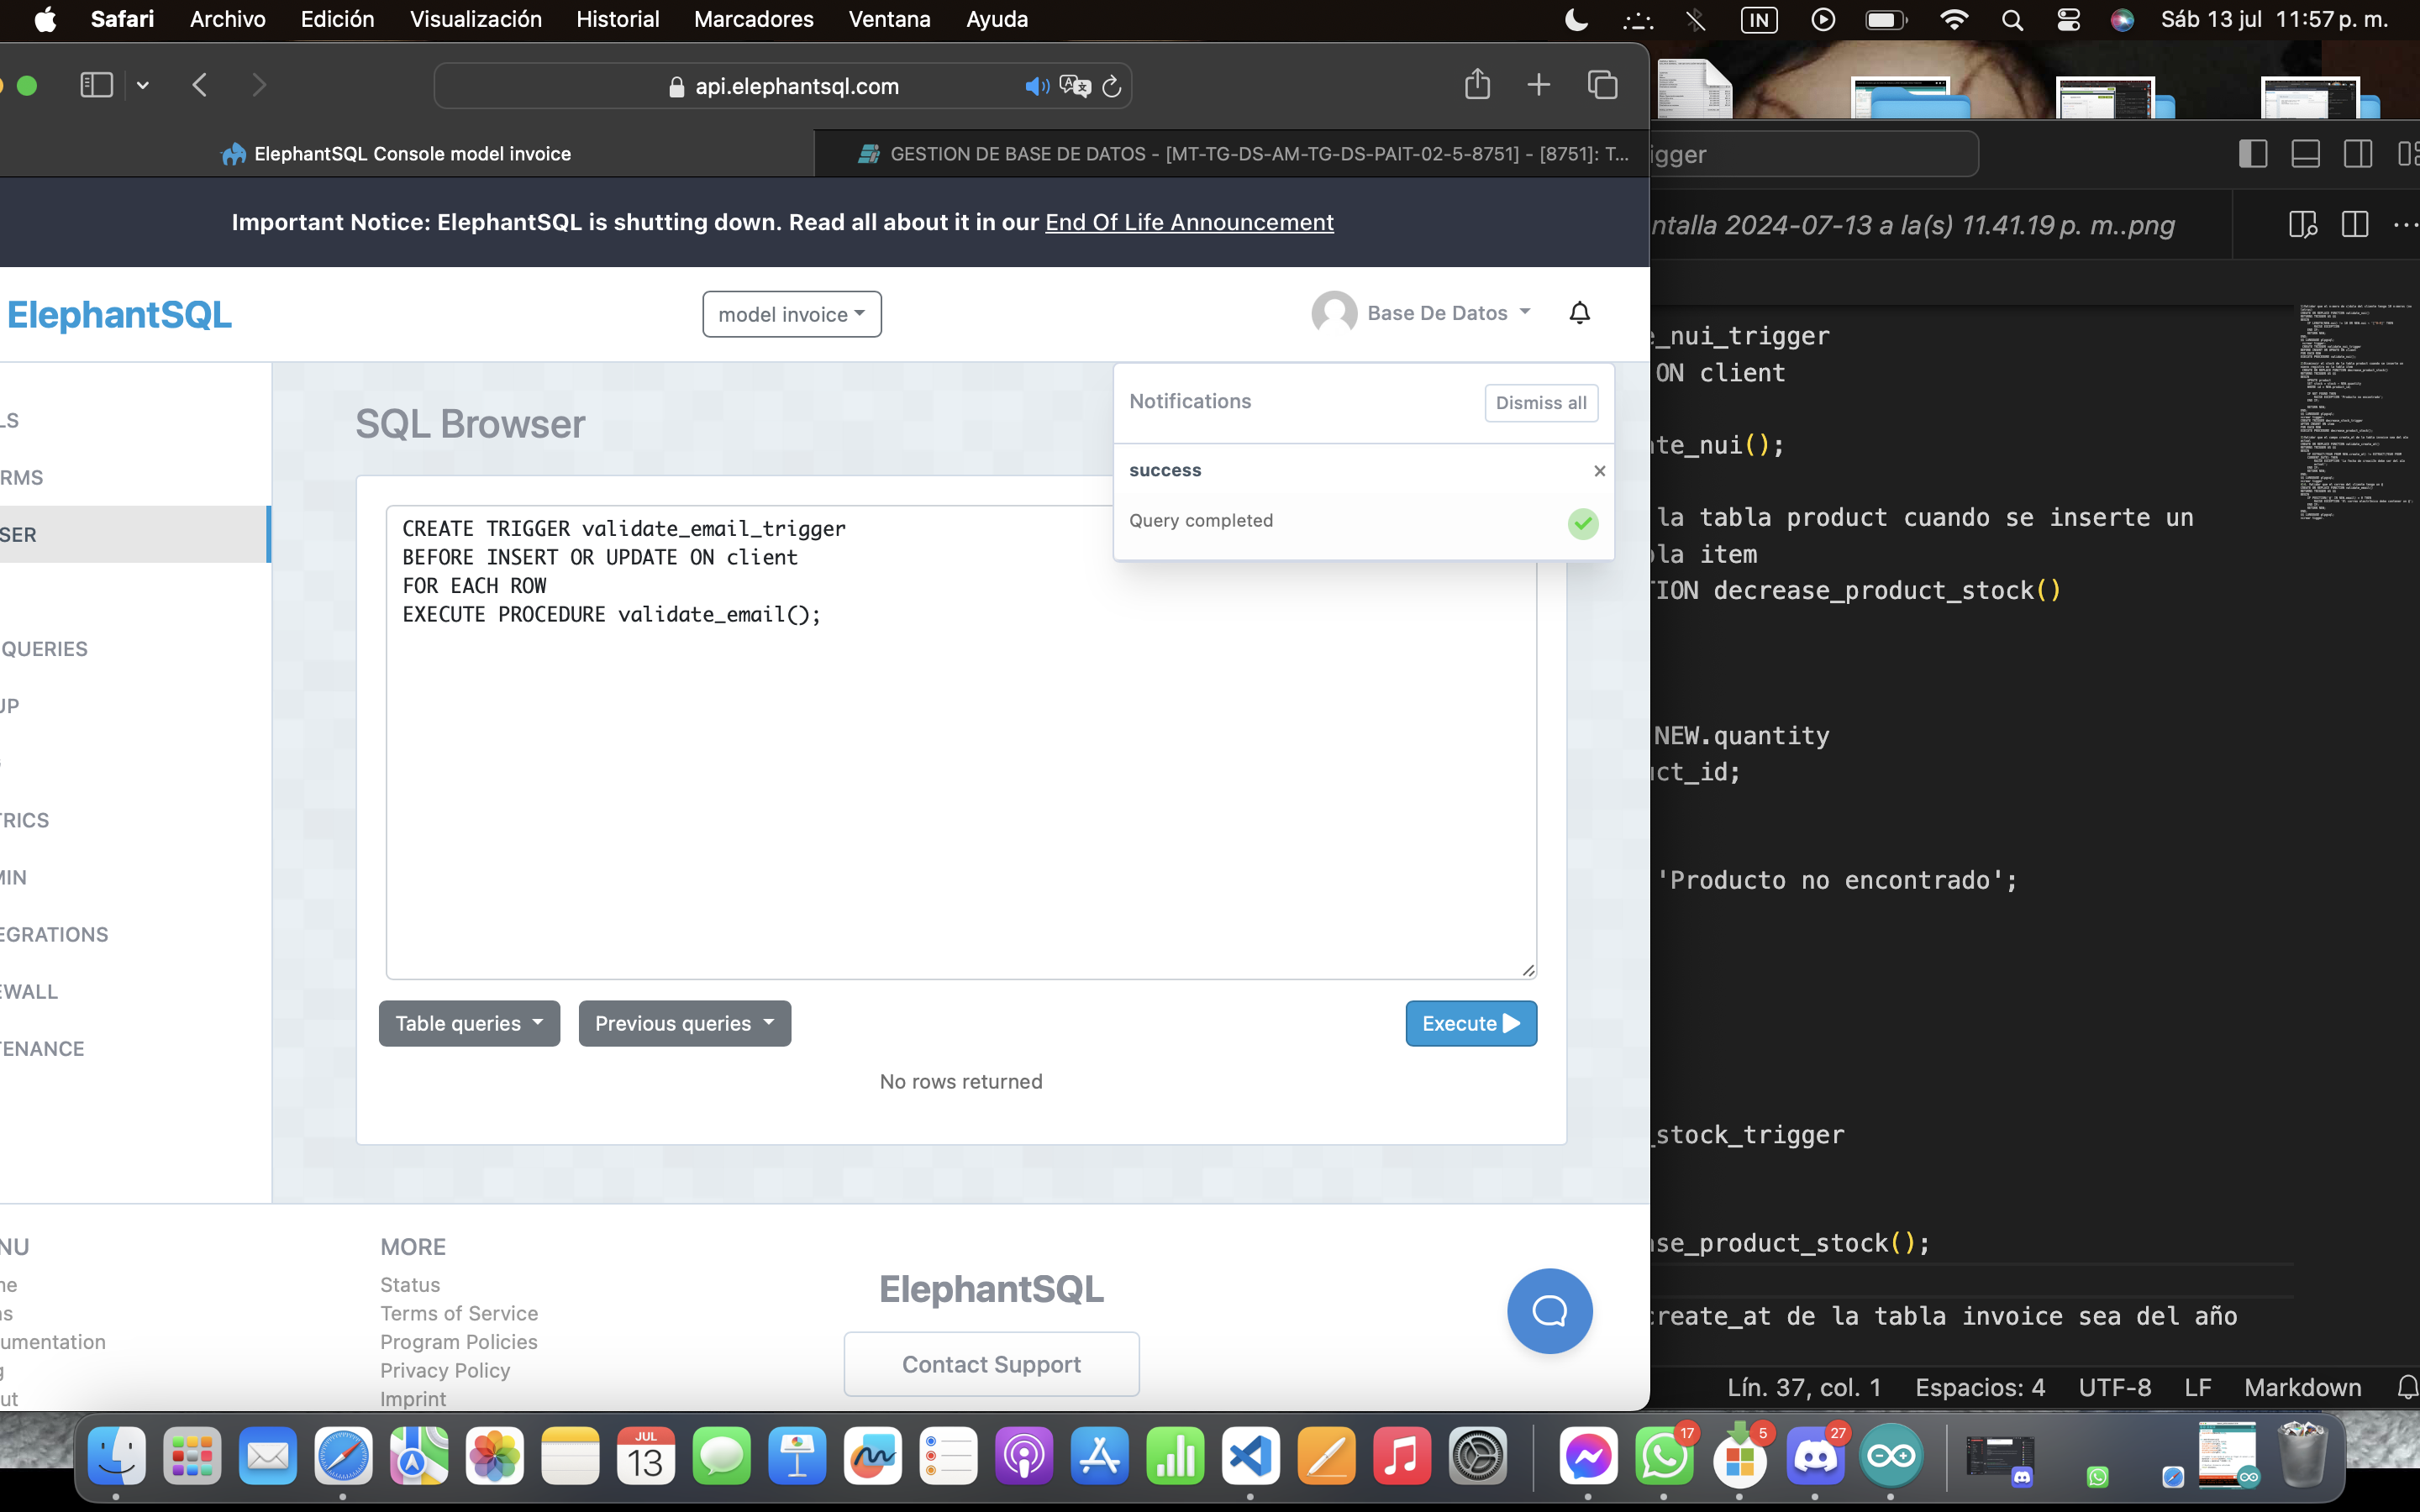 Safari Archivo Edición Visualización Historial Marcadores Ventana Ayuda IN Sáb 13 jul 11:57 p. m.
api.elephantsql.com
ElephantSQL Console model invoice
GESTION DE BASE DE DATOS - [MT-TG-DS-AM-TG-DS-PAIT-02-5-8751] - [8751]: T...
igger
Important Notice: ElephantSQL is shutting down. Read all about it in our End Of Life Announcement
ntalla 2024-07-13 a la(s) 11.41.19 p. m..png
ElephantSQL
model invoice
Base De Datos
LS
RMS
SER
QUERIES
UP
TRICS
MIN
EGRATIONS
EWALL
TENANCE
SQL Browser
Notifications
Dismiss all
success
Query completed
CREATE TRIGGER validate_email_trigger
BEFORE INSERT OR UPDATE ON client
FOR EACH ROW
EXECUTE PROCEDURE validate_email();
Table queries
Previous queries
Execute
No rows returned
e_nui_trigger
ON client
te_nui();
la tabla product cuando se inserte un
la item
TION decrease_product_stock()
NEW.quantity
ct_id;
'Producto no encontrado';
_stock_trigger
se_product_stock();
create_at de la tabla invoice sea del año
NU
me
ns
umentation
g
ut
MORE
Status
Terms of Service
Program Policies
Privacy Policy
Imprint
ElephantSQL
Contact Support
Lín. 37, col. 1 Espacios: 4 UTF-8 LF Markdown
JUL
13
17
5
27